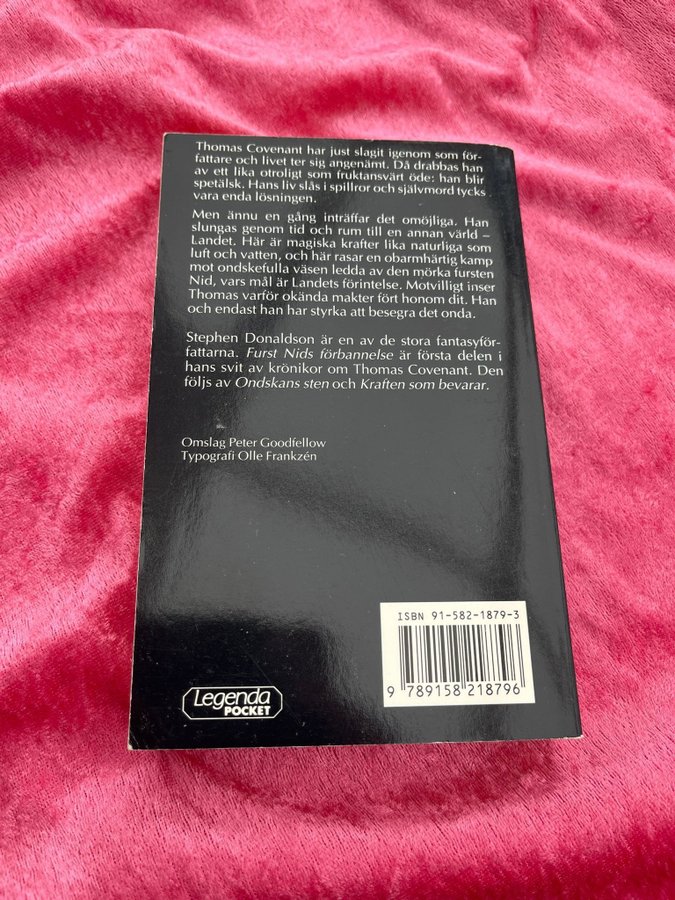 Thomas Covenant har just slagit igenom som för-
fattare och livet ter sig angenämt. Då drabbas han
av ett lika otroligt som fruktansvärt öde: han blir
spetälsk. Hans liv slås i spillror och självmord tycks
vara enda lösningen.
Men ännu en gång inträffar det omöjliga. Han
slungas genom tid och rum till en annan värld –
Landet. Här är magiska krafter lika naturliga som
luft och vatten, och här rasar en obarmhärtig kamp
mot ondskefulla väsen ledda av den mörka fursten
Nid, vars mål är Landets förintelse. Motvilligt inser
Thomas varför okända makter fört honom dit. Han
och endast han har styrka att besegra det onda.
Stephen Donaldson är en av de stora fantasyför-
fattarna. Furst Nids förbannelse är första delen i
hans svit av krönikor om Thomas Covenant. Den
följs av Ondskans sten och Kraften som bevarar.
Omslag Peter Goodfellow
Typografi Olle Frankzén
ISBN 91-582-1879-3
9 789158 218796
Legenda
POCKET